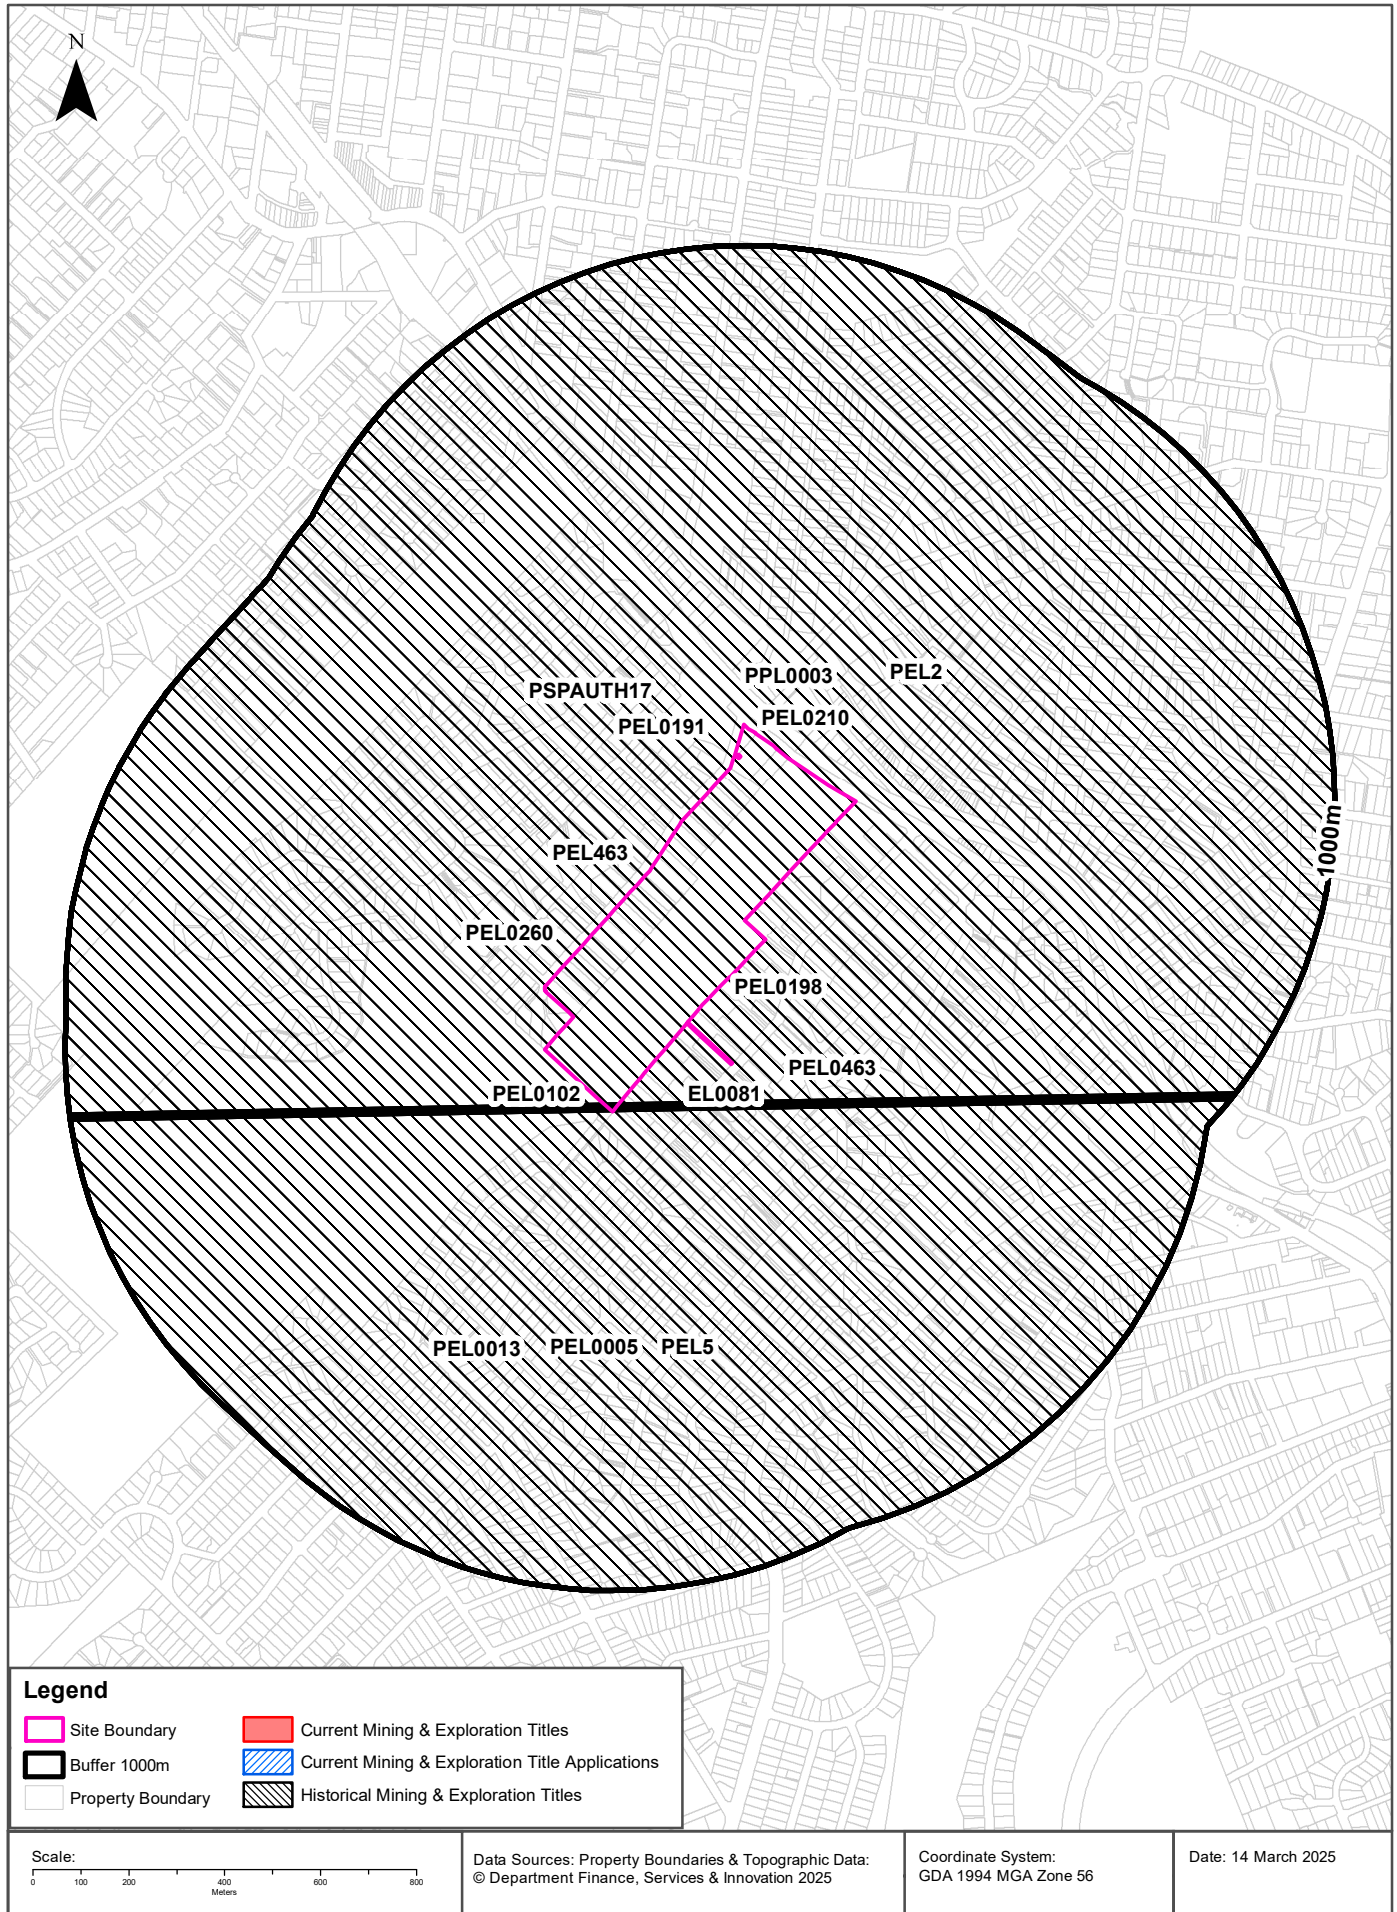 N
PPL0003
PEL2
PSPAUTH17
PEL0191
PEL0210
PEL463
PEL0260
PEL0198
PEL0463
PEL0102
EL0081
1000m
PEL0013
PEL0005
PEL5
Legend
Site Boundary
Buffer 1000m
Property Boundary
Current Mining & Exploration Titles
Current Mining & Exploration Title Applications
Historical Mining & Exploration Titles
Scale:
0 100 200 400 600 800
Meters
Data Sources: Property Boundaries & Topographic Data:
© Department Finance, Services & Innovation 2025
Coordinate System:
GDA 1994 MGA Zone 56
Date: 14 March 2025